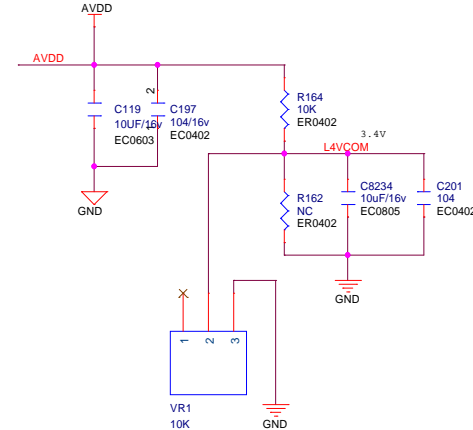 AVDD
AVDD
C119
10UF/16v
EC0603
2
1
C197
104/16v
EC0402
GND
R164
10K
ER0402
3.4V
L4VCOM
R162
NC
ER0402
C8234
10uF/16v
EC0805
C201
104
EC0402
GND
1
2
3
VR1
10K
GND